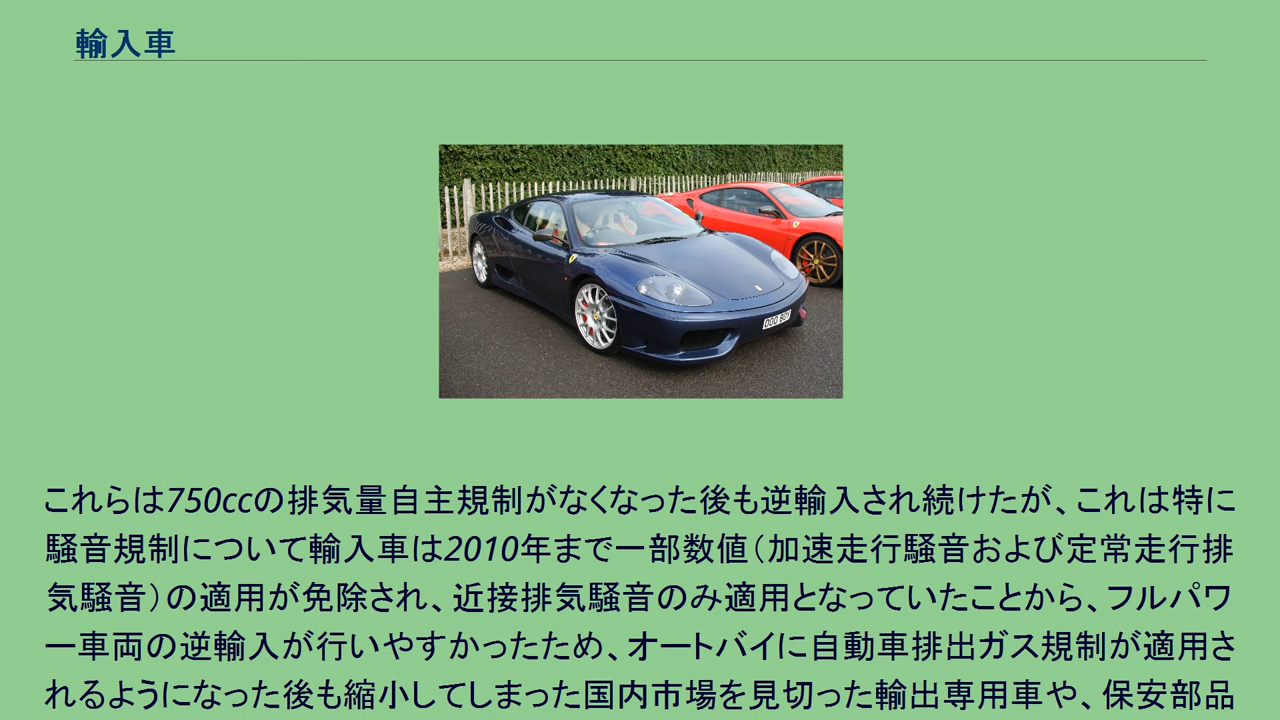 輸入車
これらは750ccの排気量自主規制がなくなった後も逆輸入され続けたが、これは特に
騒音規制について輸入車は2010年まで一部数値（加速走行騒音および定常走行排
気騒音）の適用が免除され、近接排気騒音のみ適用となっていたことから、フルパワ
ー車両の逆輸入が行いやすかったため、オートバイに自動車排出ガス規制が適用さ
れるようになった後も縮小してしまった国内市場を見切った輸出専用車や、保安部品